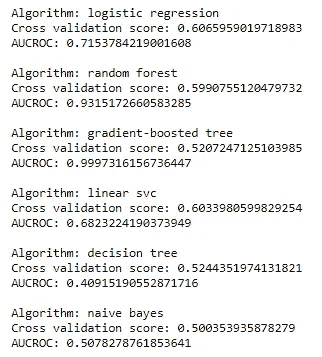 Algorithm: logistic regression
Cross validation score: 0.6065959019718983
AUCROC: 0.7153784219001608
Algorithm: random forest
Cross validation score: 0.5990755120479732
AUCROC: 0.9315172660583285
Algorithm: gradient-boosted tree
Cross validation score: 0.5207247125103985
AUCROC: 0.9997316156736447
Algorithm: linear svc
Cross validation score: 0.6033980599829254
AUCROC: 0.6823224190373949
Algorithm: decision tree
Cross validation score: 0.5244351974131821
AUCROC: 0.40915190552871716
Algorithm: naive bayes
Cross validation score: 0.500353935878279
AUCROC: 0.5078278761853641